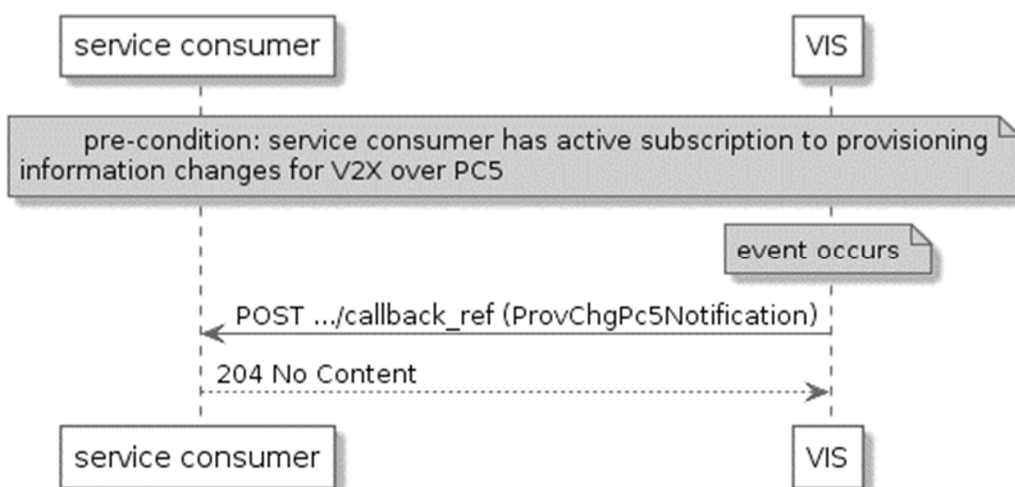 service consumer
VIS
pre-condition: service consumer has active subscription to provisioning
information changes for V2X over PC5
event occurs
POST .../callback_ref (ProvChgPc5Notification)
204 No Content
service consumer
VIS